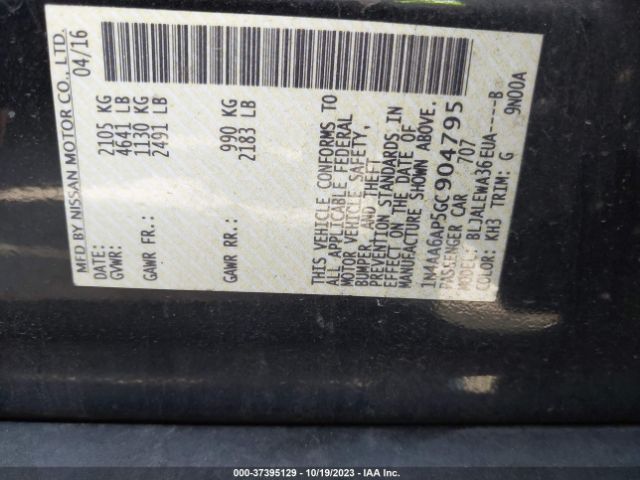 MFD BY NISSAN MOTOR CO., LTD.
04/16
GVWR: 2105 KG
4641 LB
GAWR FR.: 1130 KG
2491 LB
GAWR RR.: 990 KG
2183 LB
THIS VEHICLE CONFORMS TO
ALL APPLICABLE FEDERAL
MOTOR VEHICLE SAFETY,
BUMPER, AND THEFT
PREVENTION STANDARDS IN
EFFECT ON THE DATE OF
MANUFACTURE SHOWN ABOVE.
1N4AA6AP5GC904795
PASSENGER CAR 707
MODEL: BLJALEWA36EUA----B
COLOR: KH3 TRIM: G 9N00A
000-37395129 - 10/19/2023 - IAA Inc.